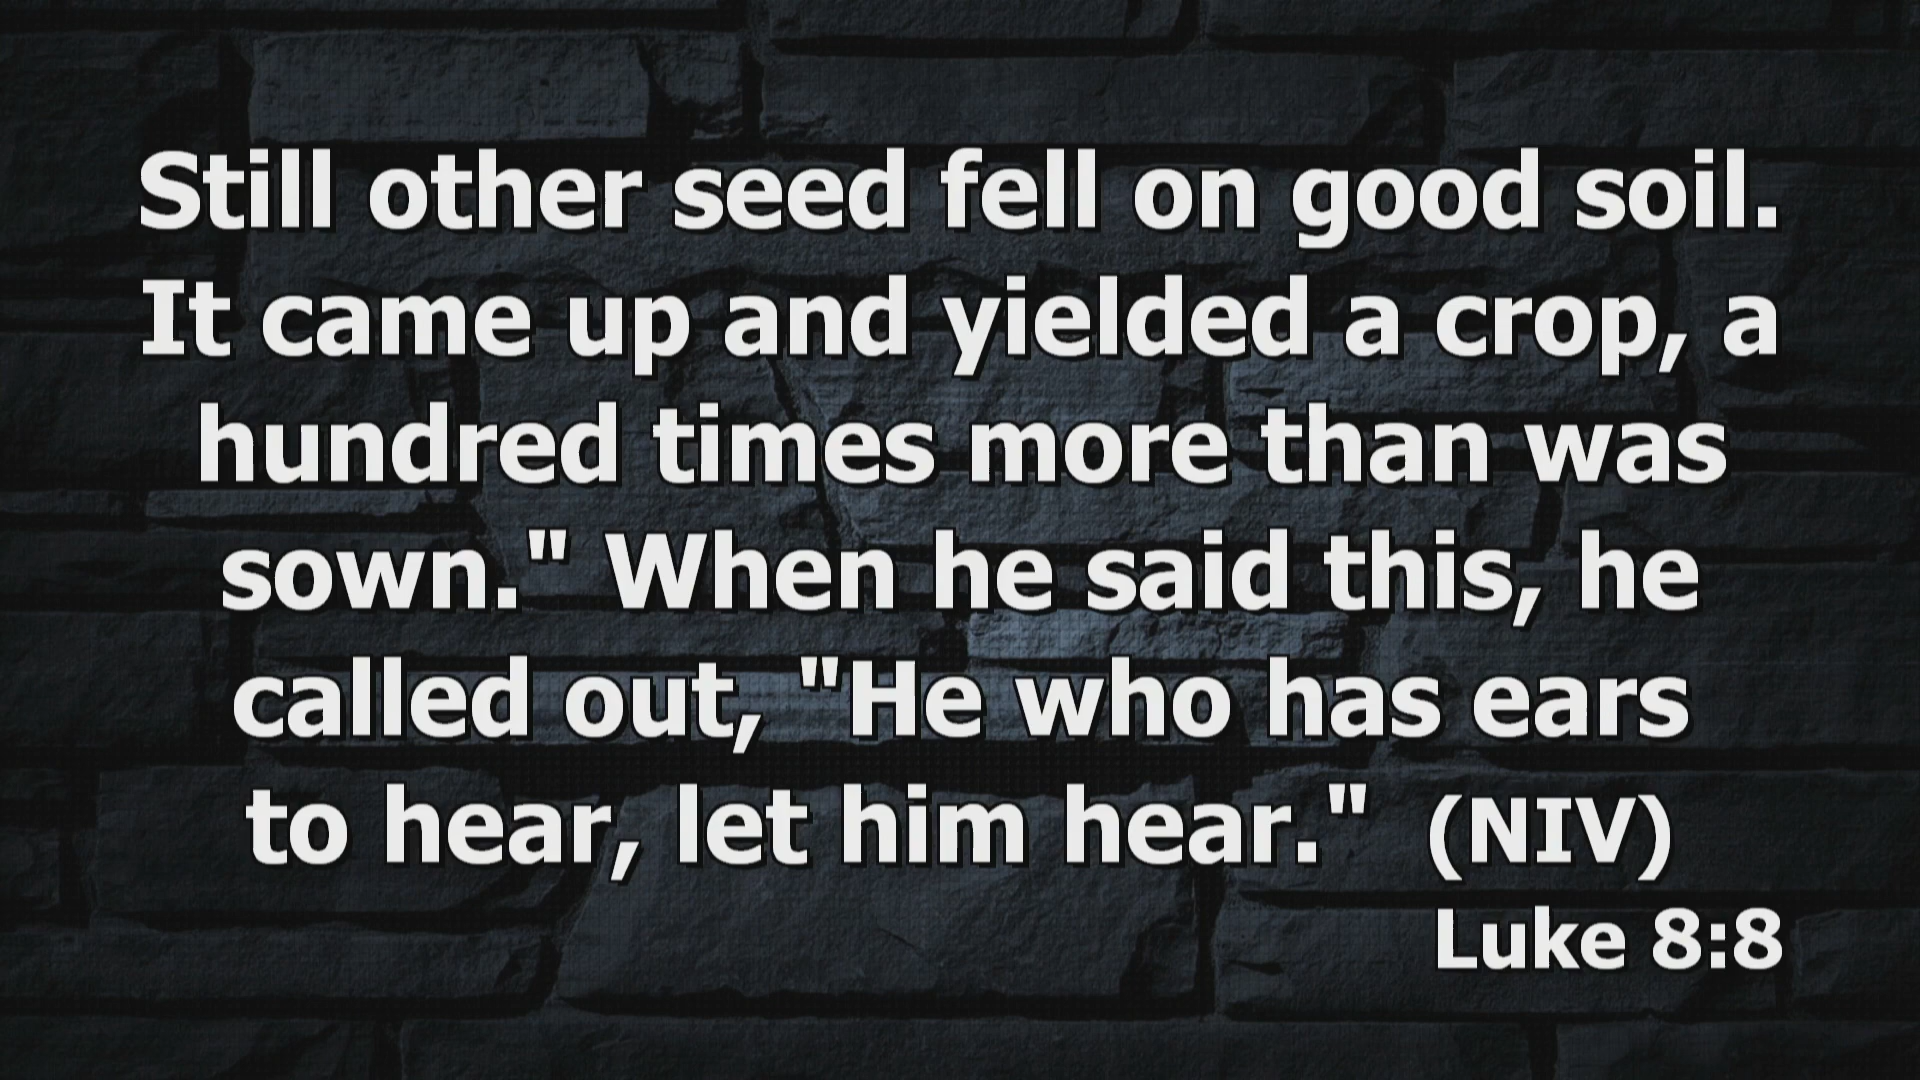 Still other seed fell on good soil.
It came up and yielded a crop, a
hundred times more than was
sown." When he said this, he
called out, "He who has ears
to hear, let him hear." (NIV)
Luke 8:8